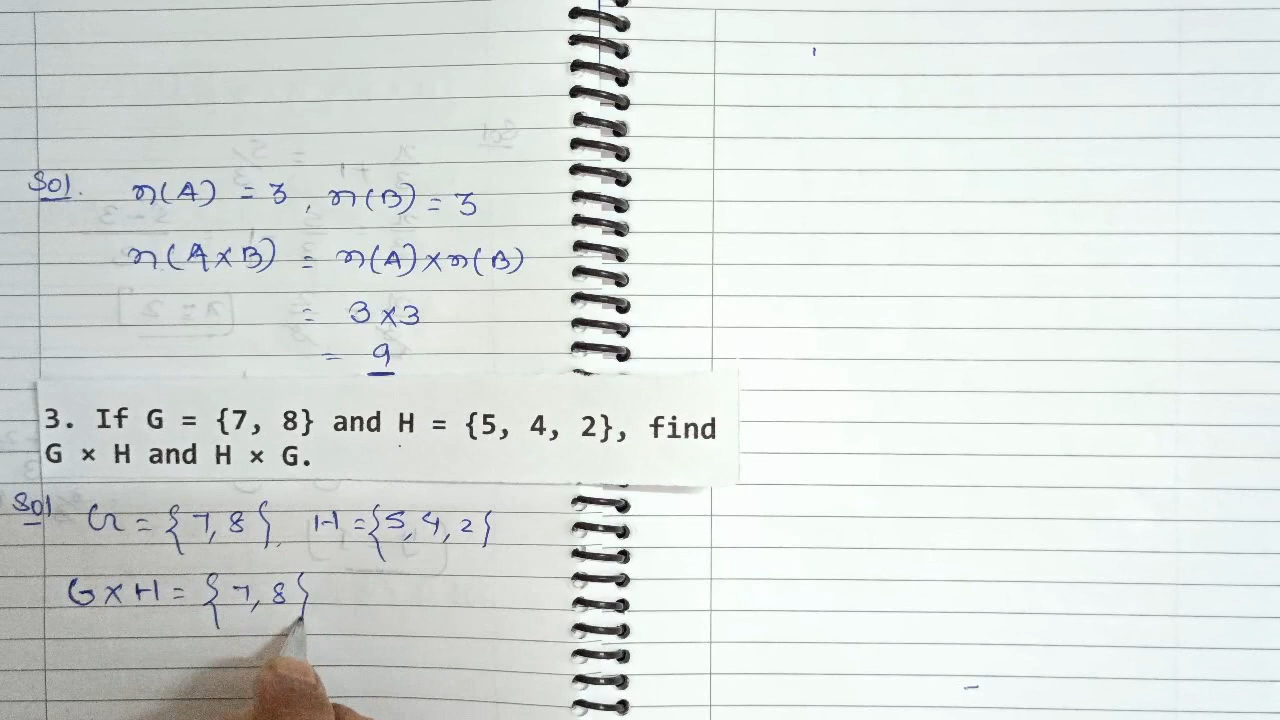 Sol. n(A) = 3, n(B) = 3
n(A×B) = n(A)×n(B)
= 3×3
= 9
3. If G = {7, 8} and H = {5, 4, 2}, find
G × H and H × G.
Sol G = {7, 8}, H = {5, 4, 2}
G×H = {7, 8}